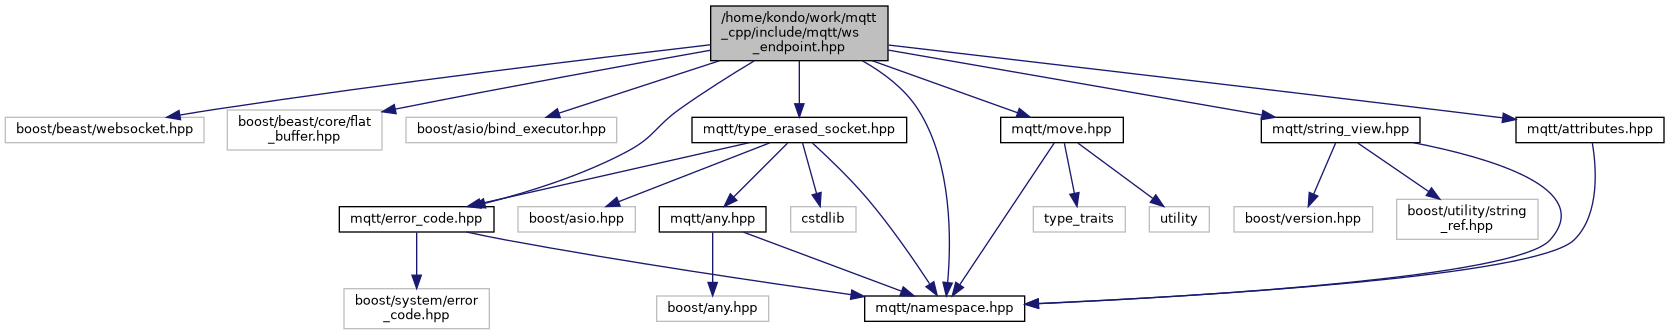 /home/kondo/work/mqtt
_cpp/include/mqtt/ws
_endpoint.hpp
boost/beast/websocket.hpp
boost/beast/core/flat
_buffer.hpp
boost/asio/bind_executor.hpp
mqtt/type_erased_socket.hpp
mqtt/move.hpp
mqtt/string_view.hpp
mqtt/attributes.hpp
mqtt/error_code.hpp
boost/asio.hpp
mqtt/any.hpp
cstdlib
type_traits
utility
boost/version.hpp
boost/utility/string
_ref.hpp
boost/system/error
_code.hpp
boost/any.hpp
mqtt/namespace.hpp